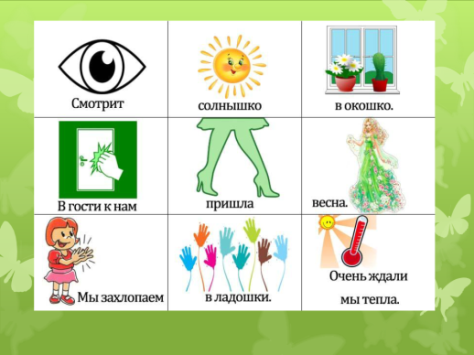 Смотрит
солнышко
в окошко.
В гости к нам
пришла
весна.
Мы захлопаем
в ладошки.
Очень ждали
мы тепла.